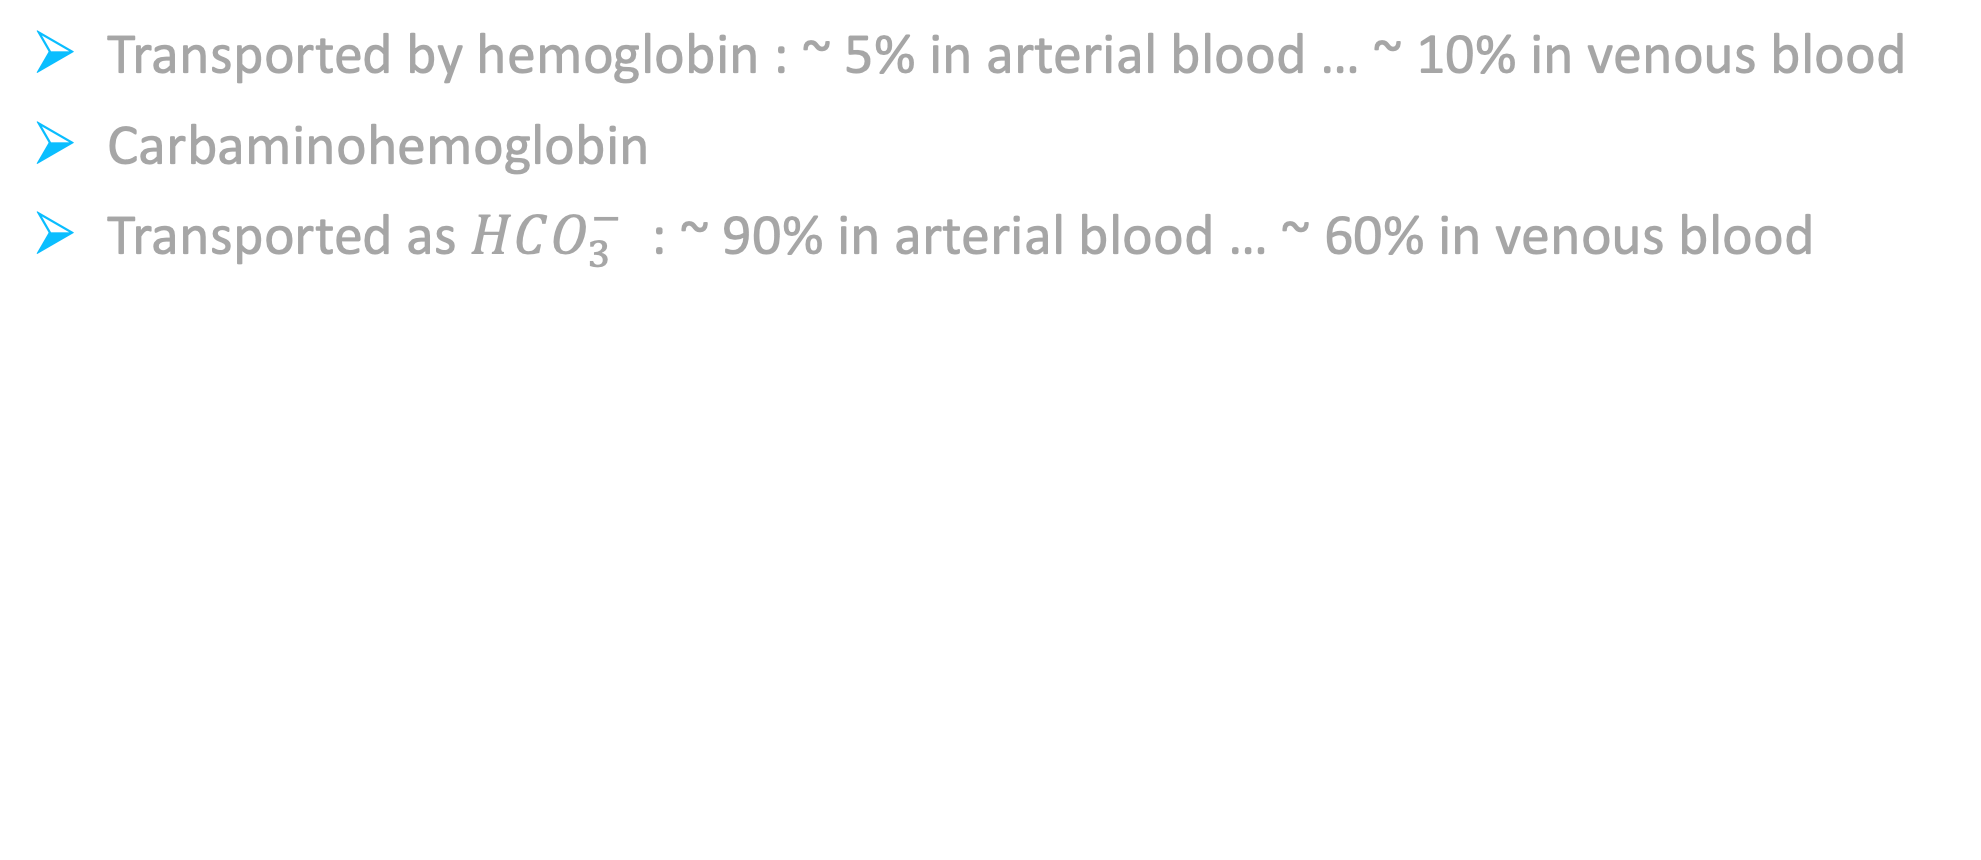 Transported by hemoglobin : ~ 5% in arterial blood ... ~ 10% in venous blood
Carbaminohemoglobin
Transported as HCO₃⁻ : ~ 90% in arterial blood ... ~ 60% in venous blood